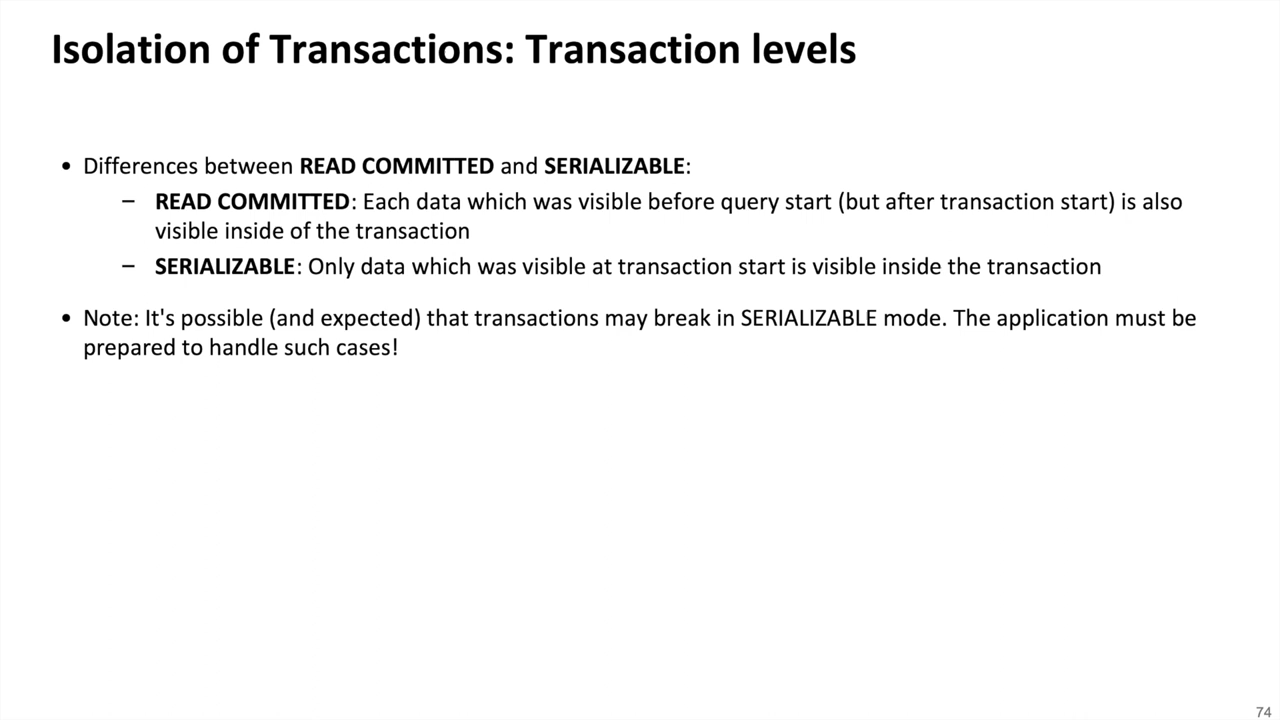 Isolation of Transactions: Transaction levels
• Differences between READ COMMITTED and SERIALIZABLE:
– READ COMMITTED: Each data which was visible before query start (but after transaction start) is also
visible inside of the transaction
– SERIALIZABLE: Only data which was visible at transaction start is visible inside the transaction
• Note: It's possible (and expected) that transactions may break in SERIALIZABLE mode. The application must be
prepared to handle such cases!
74